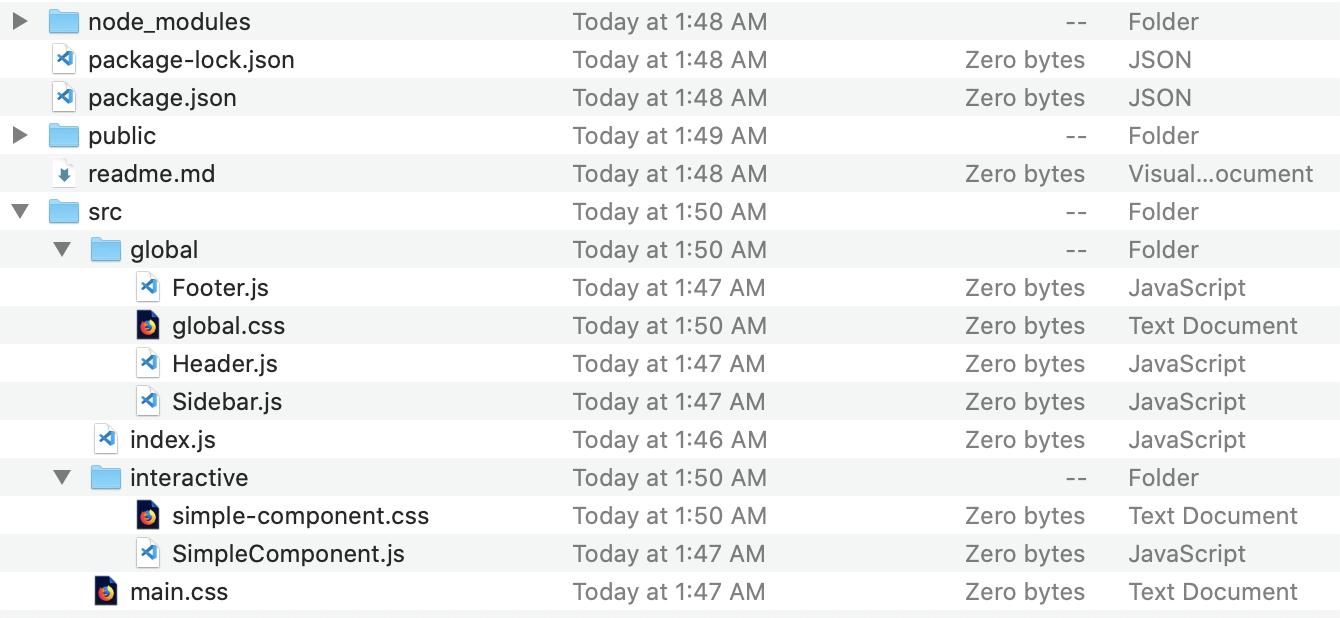 node_modules Today at 1:48 AM -- Folder
package-lock.json Today at 1:48 AM Zero bytes JSON
package.json Today at 1:48 AM Zero bytes JSON
public Today at 1:49 AM -- Folder
readme.md Today at 1:48 AM Zero bytes Visual...ocument
src Today at 1:50 AM -- Folder
global Today at 1:50 AM -- Folder
Footer.js Today at 1:47 AM Zero bytes JavaScript
global.css Today at 1:50 AM Zero bytes Text Document
Header.js Today at 1:47 AM Zero bytes JavaScript
Sidebar.js Today at 1:47 AM Zero bytes JavaScript
index.js Today at 1:46 AM Zero bytes JavaScript
interactive Today at 1:50 AM -- Folder
simple-component.css Today at 1:50 AM Zero bytes Text Document
SimpleComponent.js Today at 1:47 AM Zero bytes JavaScript
main.css Today at 1:47 AM Zero bytes Text Document